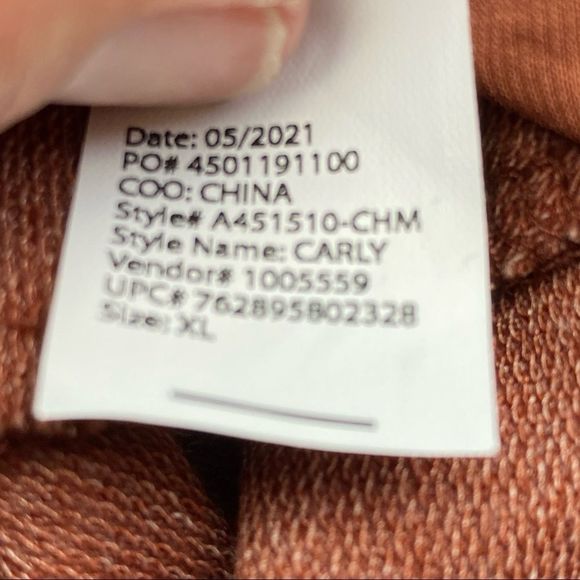 Date: 05/2021
PO# 4501191100
COO: CHINA
Style# A451510-CHM
Style Name: CARLY
Vendor# 1005559
UPC# 762895802328
Size: XL